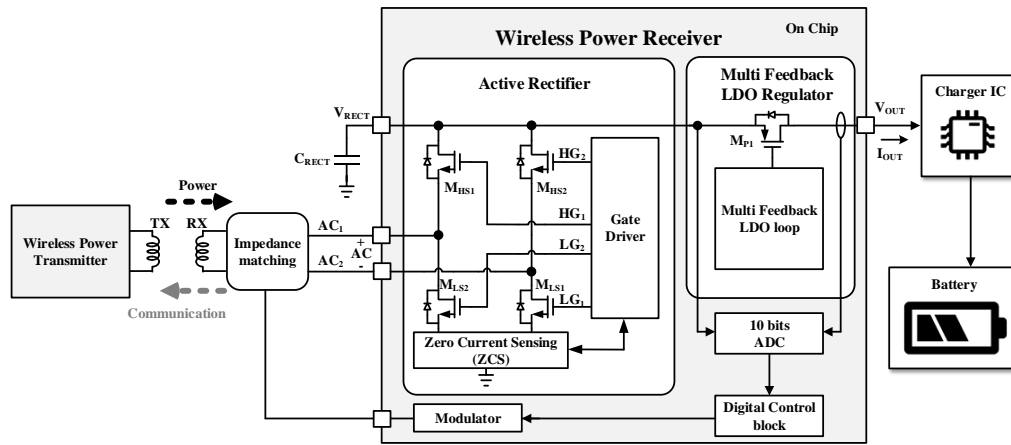 On Chip
Wireless Power Receiver
Active Rectifier
Multi Feedback
LDO Regulator
Charger IC
VRECT
VOUT
IOUT
CRECT
MHS1
MHS2
HG2
HG1
LG2
LG1
Gate
Driver
MP1
Multi Feedback
LDO loop
Power
TX
RX
Wireless Power
Transmitter
Impedance
matching
AC1
+
AC
AC2
-
Communication
MLS2
MLS1
Zero Current Sensing
(ZCS)
10 bits
ADC
Battery
Modulator
Digital Control
block